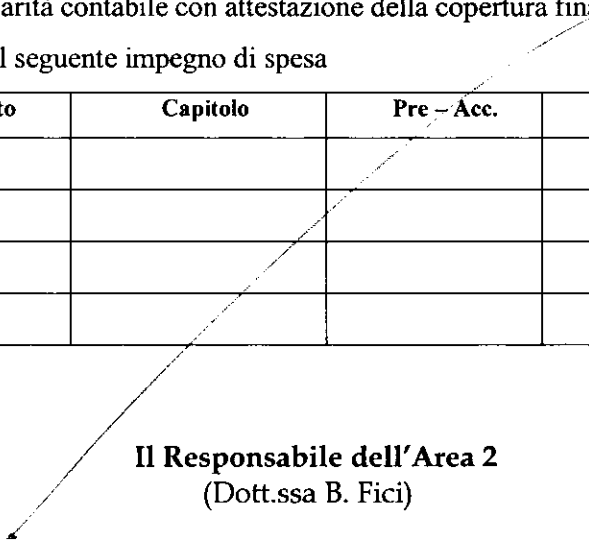 arità contabile con attestazione della copertura fin
l seguente impegno di spesa
to Capitolo Pre – Acc.
Il Responsabile dell'Area 2
(Dott.ssa B. Fici)